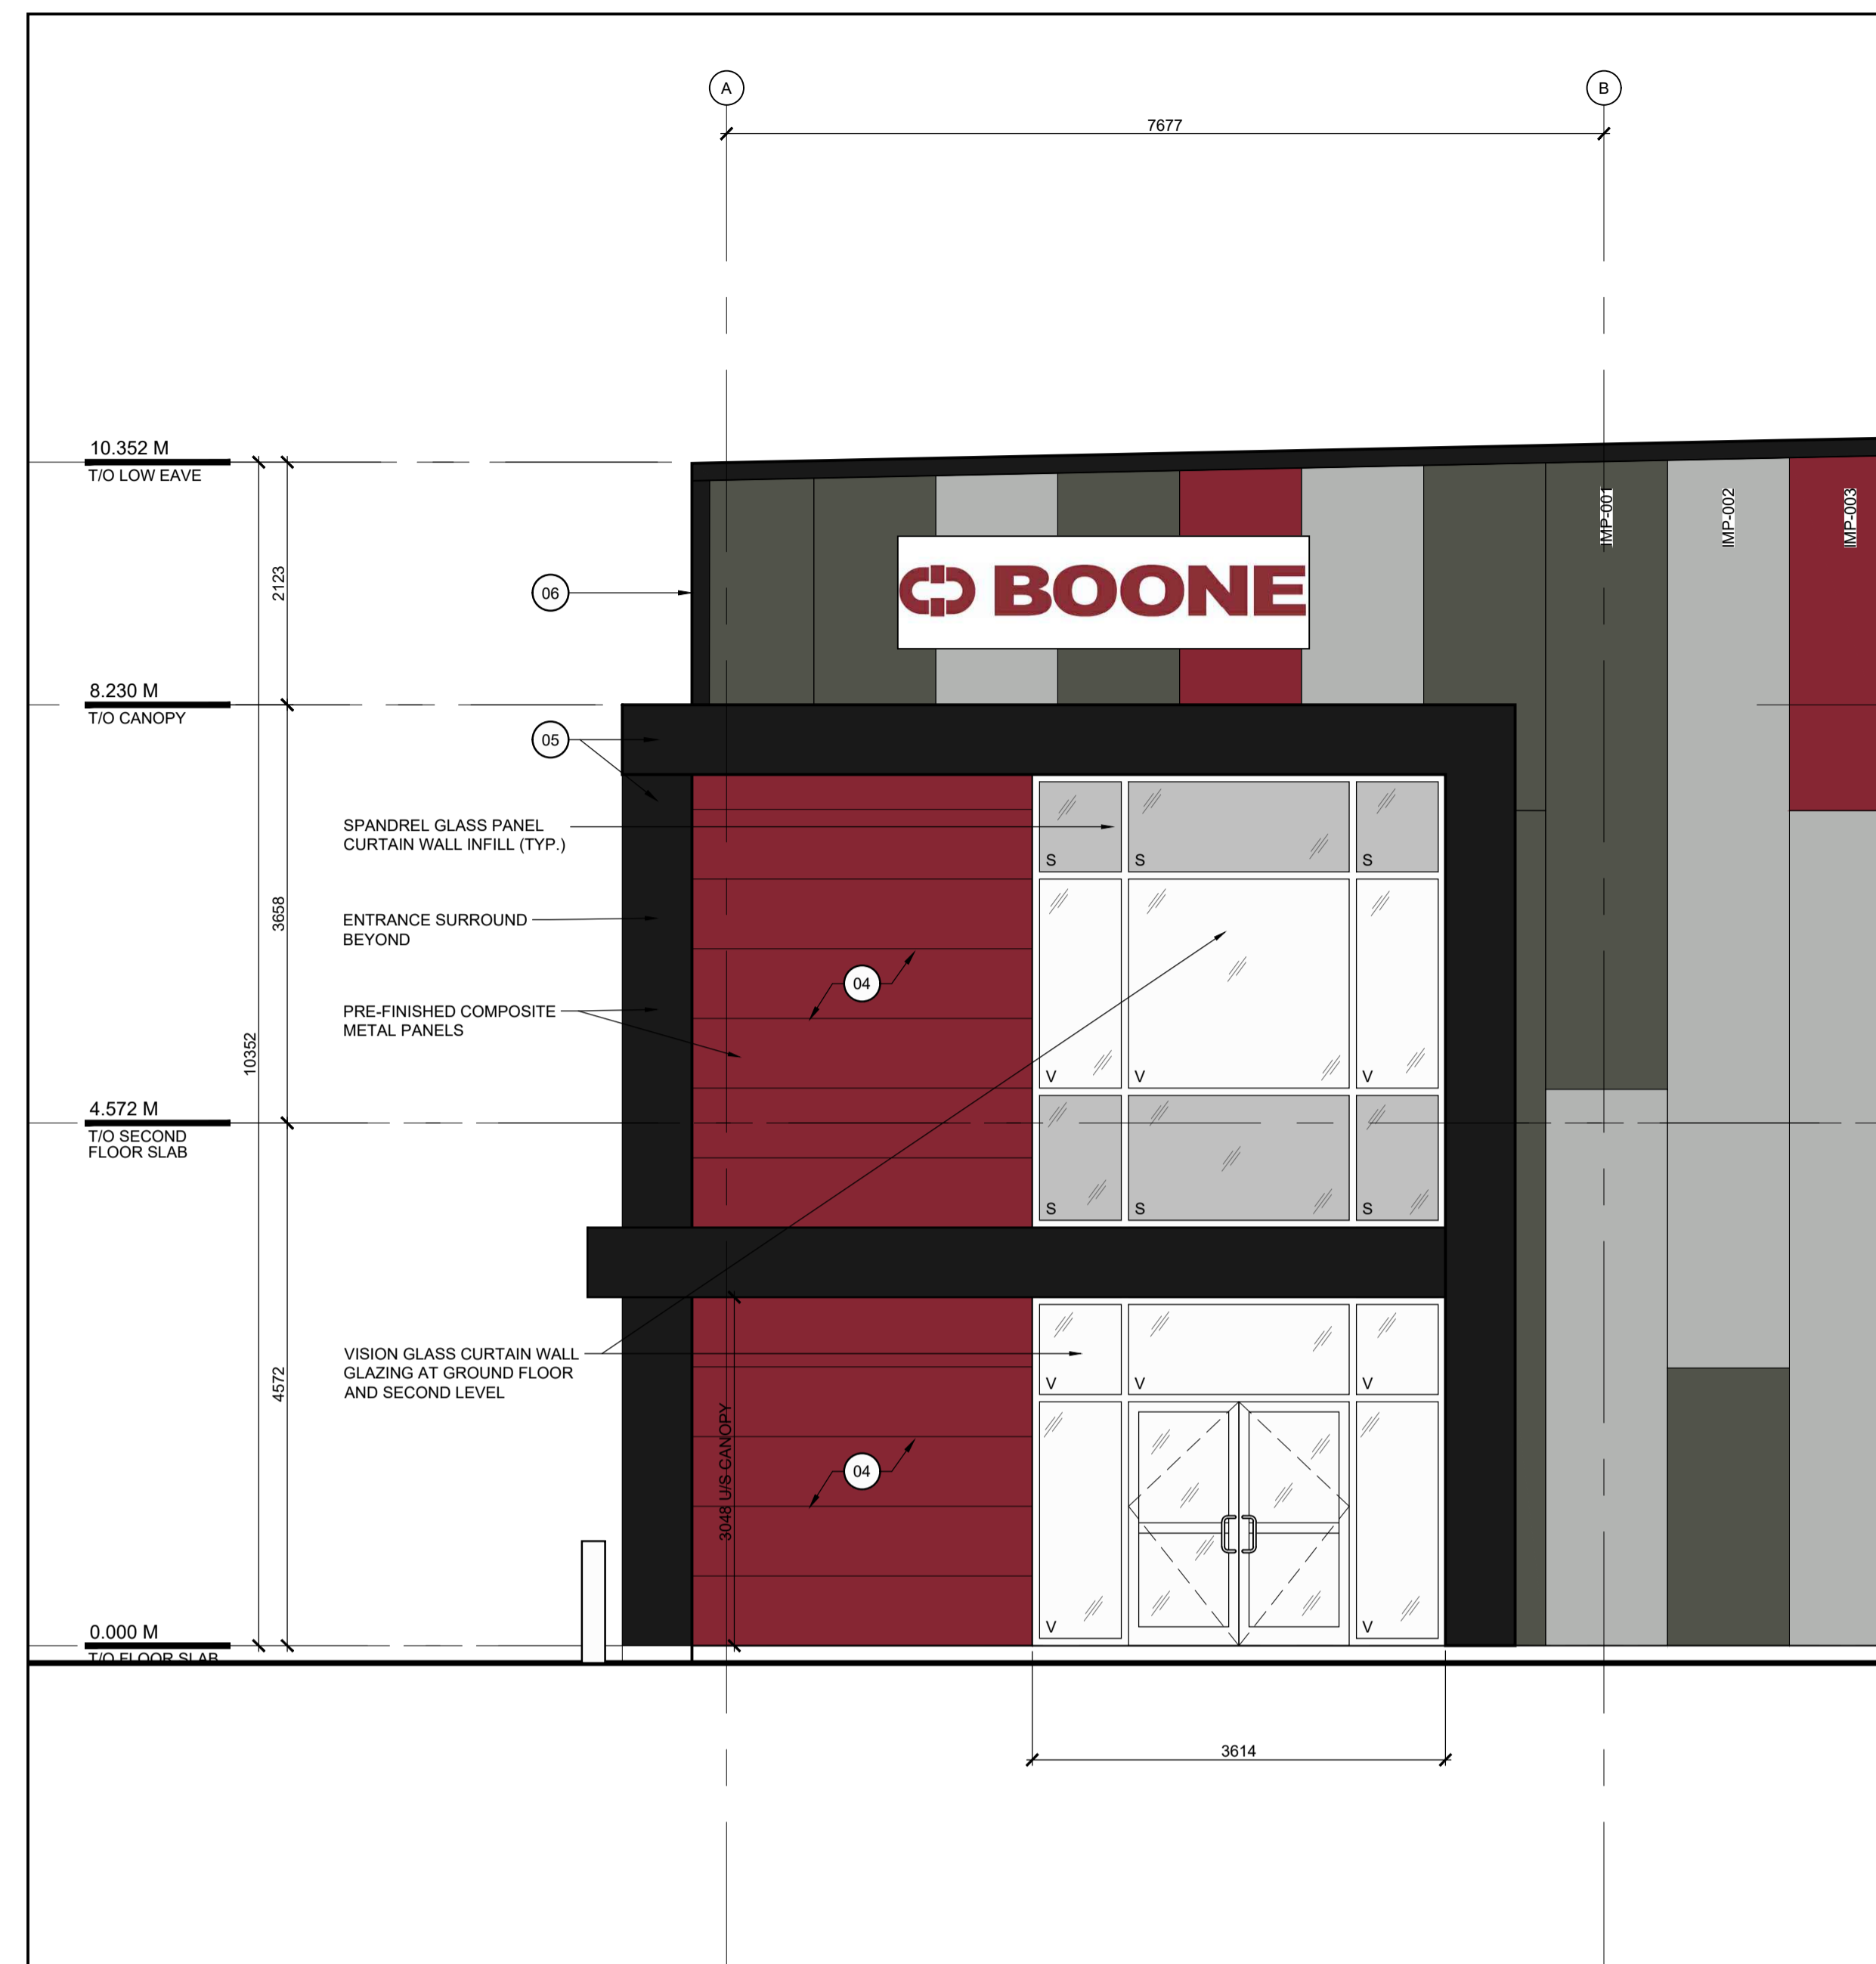 A
B
7677
10.352 M
T/O LOW EAVE
IMP-001
IMP-002
IMP-003
2123
06
BOONE
8.230 M
T/O CANOPY
05
SPANDREL GLASS PANEL
CURTAIN WALL INFILL (TYP.)
S
S
S
3658
ENTRANCE SURROUND
BEYOND
04
PRE-FINISHED COMPOSITE
METAL PANELS
10352
V
V
V
4.572 M
T/O SECOND
FLOOR SLAB
S
S
S
VISION GLASS CURTAIN WALL
GLAZING AT GROUND FLOOR
AND SECOND LEVEL
4572
V
V
V
3048 U/S CANOPY
04
V
V
0.000 M
T/O FLOOR SLAB
3614